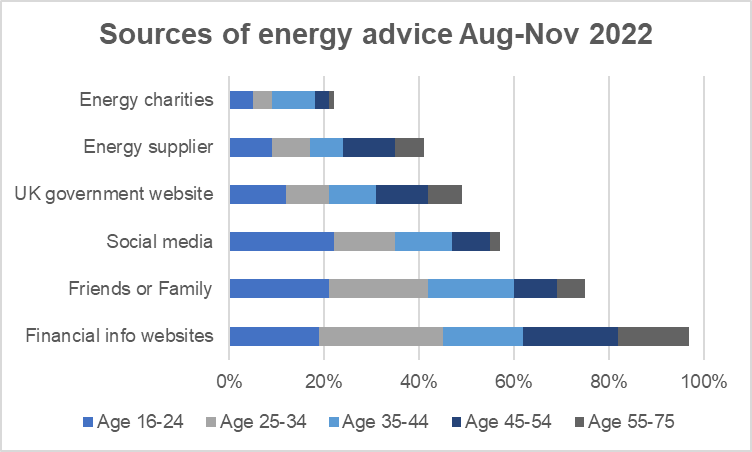 Sources of energy advice Aug-Nov 2022
Energy charities
Energy supplier
UK government website
Social media
Friends or Family
Financial info websites
0% 20% 40% 60% 80% 100%
Age 16-24 Age 25-34 Age 35-44 Age 45-54 Age 55-75